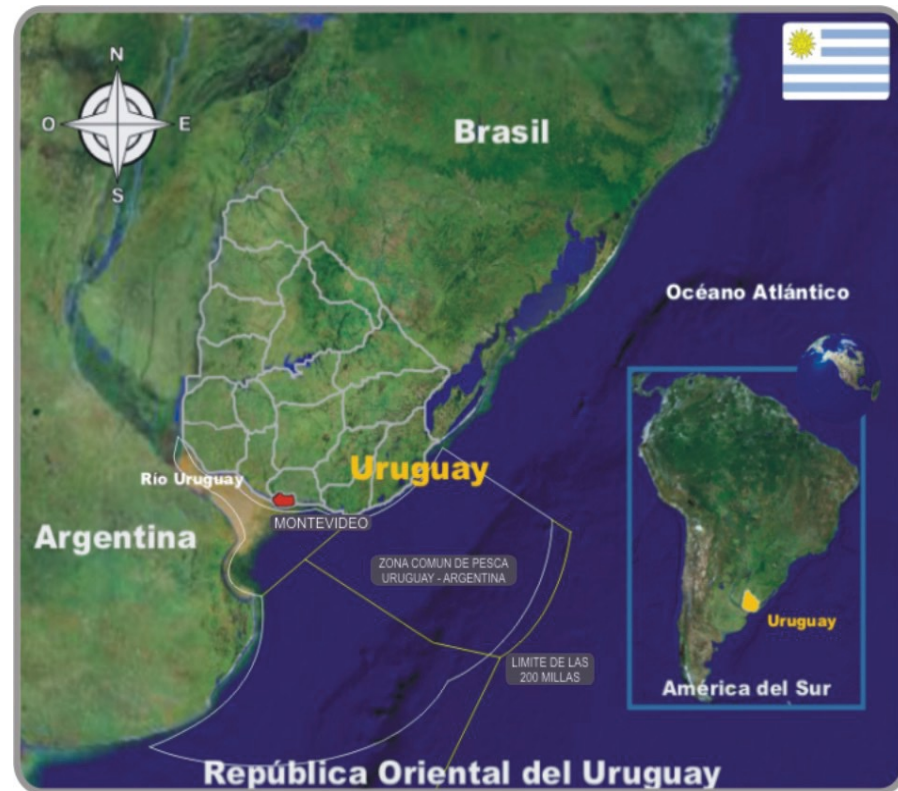 N
O
E
S
Brasil
Océano Atlántico
Río Uruguay
Uruguay
MONTEVIDEO
Argentina
ZONA COMUN DE PESCA
URUGUAY - ARGENTINA
LIMITE DE LAS
200 MILLAS
Uruguay
América del Sur
República Oriental del Uruguay